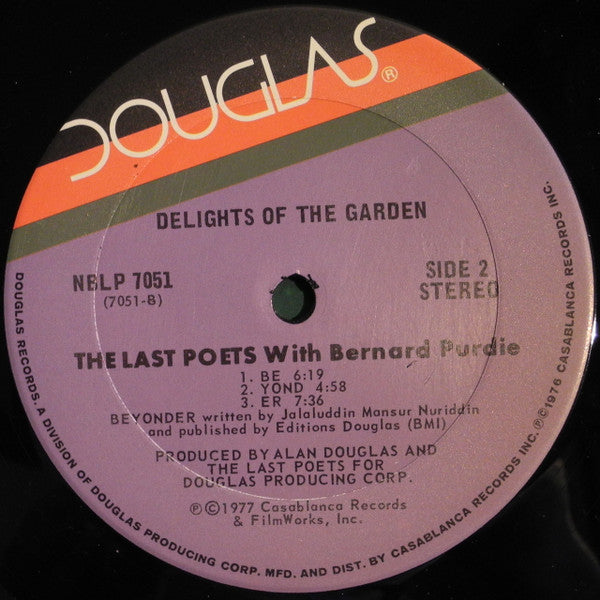 DOUGLAS®
DELIGHTS OF THE GARDEN
NBLP 7051
(7051-B)
SIDE 2
STEREO
THE LAST POETS With Bernard Purdie
1. BE 6:19
2. YOND 4:58
3. ER 7:36
BEYONDER written by Jalaluddin Mansur Nuriddin
and published by Editions Douglas (BMI)
PRODUCED BY ALAN DOUGLAS AND
THE LAST POETS FOR
DOUGLAS PRODUCING CORP.
℗©1977 Casablanca Records
& FilmWorks, Inc.
DOUGLAS RECORDS: A DIVISION OF DOUGLAS PRODUCING CORP. MFD. AND DIST. BY CASABLANCA RECORDS INC. ℗©1976 CASABLANCA RECORDS INC.